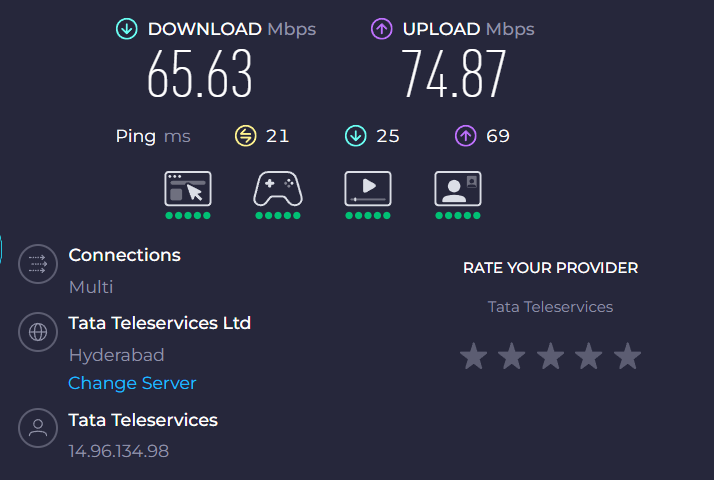 DOWNLOAD Mbps
UPLOAD Mbps
65.63
74.87
Ping ms 21 25 69
Connections
Multi
Tata Teleservices Ltd
Hyderabad
Change Server
Tata Teleservices
14.96.134.98
RATE YOUR PROVIDER
Tata Teleservices